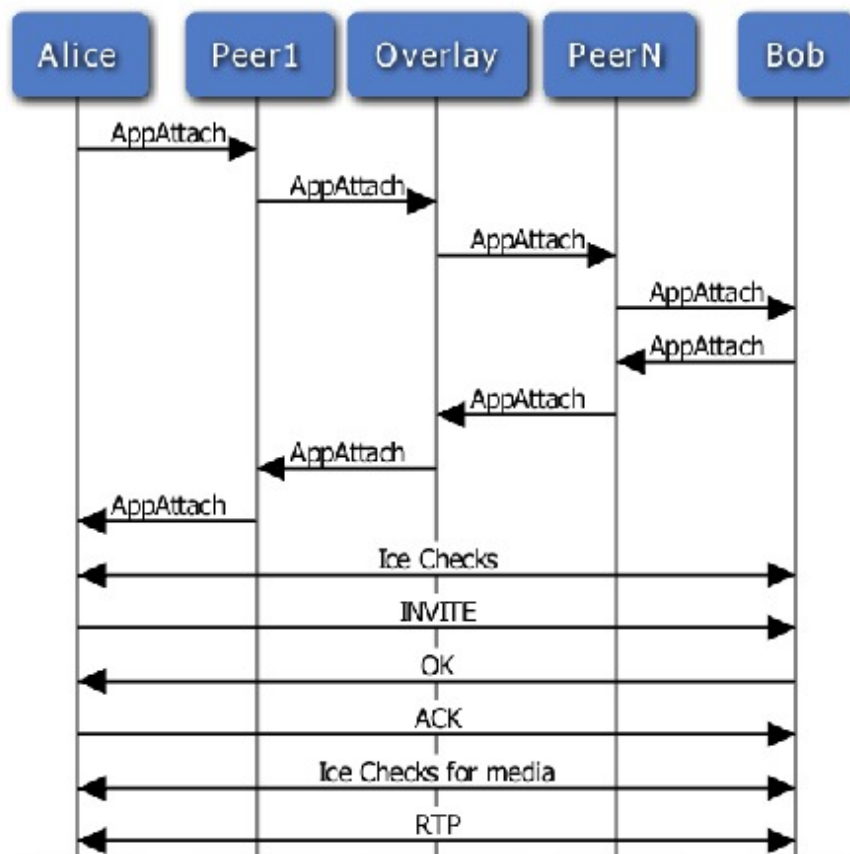 Alice Peer1 Overlay PeerN Bob
AppAttach
AppAttach
AppAttach
AppAttach
AppAttach
AppAttach
AppAttach
AppAttach
Ice Checks
INVITE
OK
ACK
Ice Checks for media
RTP